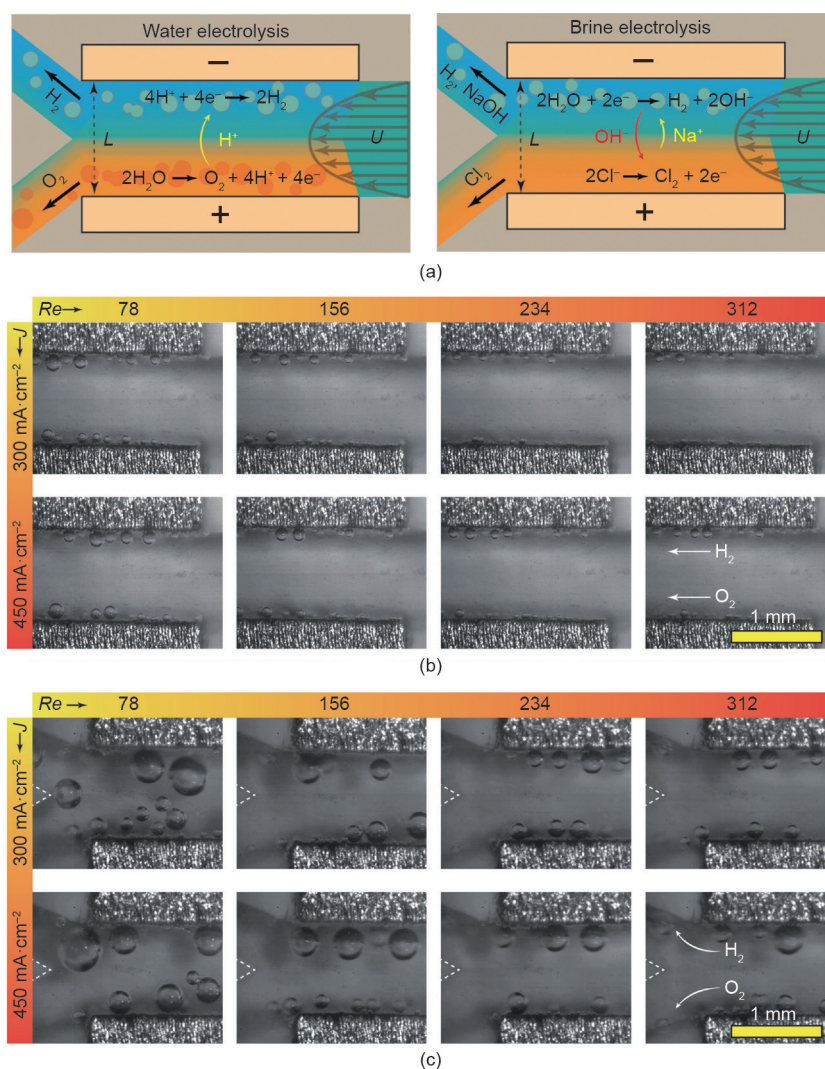 Water electrolysis
−
4H⁺ + 4e⁻ → 2H₂
H₂
L
H⁺
U
O₂
2H₂O → O₂ + 4H⁺ + 4e⁻
+
Brine electrolysis
−
2H₂O + 2e⁻ → H₂ + 2OH⁻
H₂, NaOH
L
OH⁻
Na⁺
U
Cl₂
2Cl⁻ → Cl₂ + 2e⁻
+
(a)
Re→ 78 156 234 312
←J
300 mA·cm⁻²
450 mA·cm⁻²
H₂
O₂
1 mm
(b)
Re→ 78 156 234 312
←J
300 mA·cm⁻²
450 mA·cm⁻²
H₂
O₂
1 mm
(c)